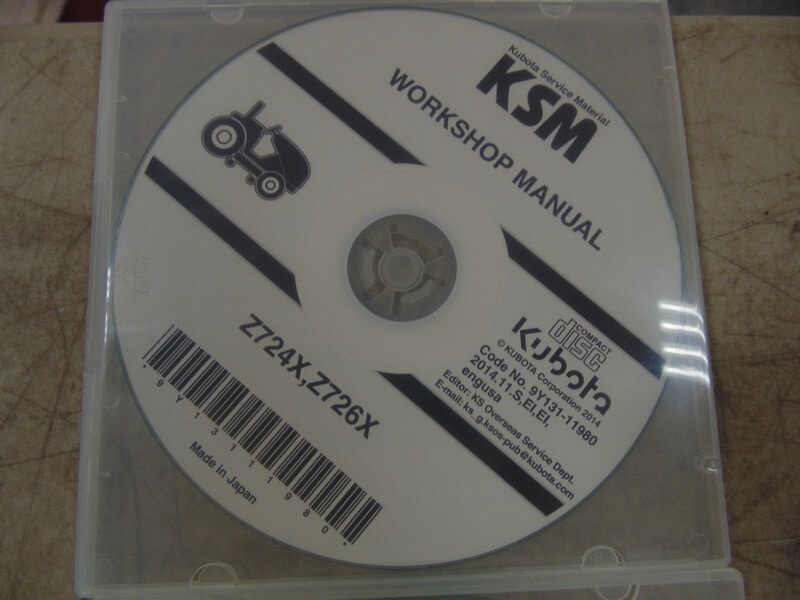 Kubota Service Material
KSM
WORKSHOP MANUAL
Z724X,Z726X
*9Y13111980*
Made in Japan
COMPACT
disc
Kubota
© KUBOTA Corporation 2014
Code No. 9Y131-11980
2014.11.S,EI,EI,
engusa
Editor: KS Overseas Service Dept.
E-mail: ks_g.ksos-pub@kubota.com